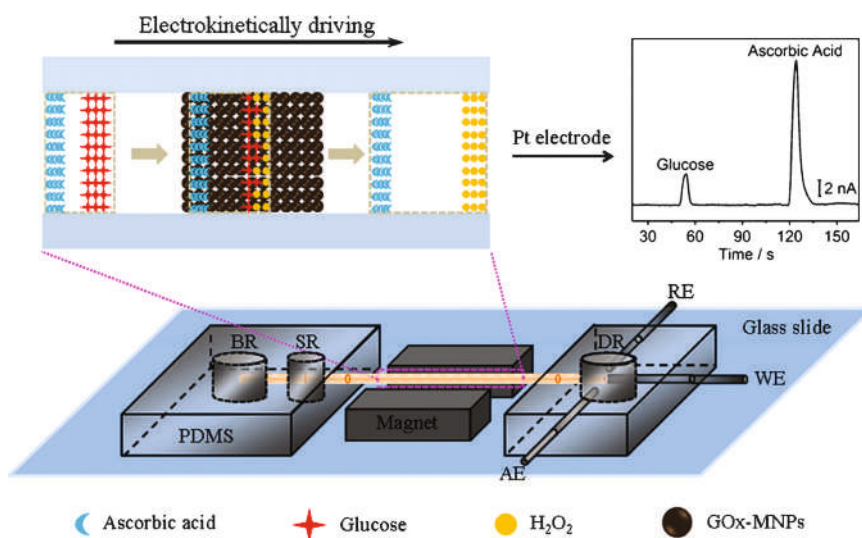 Electrokinetically driving
Pt electrode
Ascorbic Acid
Glucose
2 nA
30 60 90 120 150
Time / s
RE
Glass slide
BR SR DR
WE
PDMS
Magnet
AE
Ascorbic acid Glucose H₂O₂ GOx-MNPs